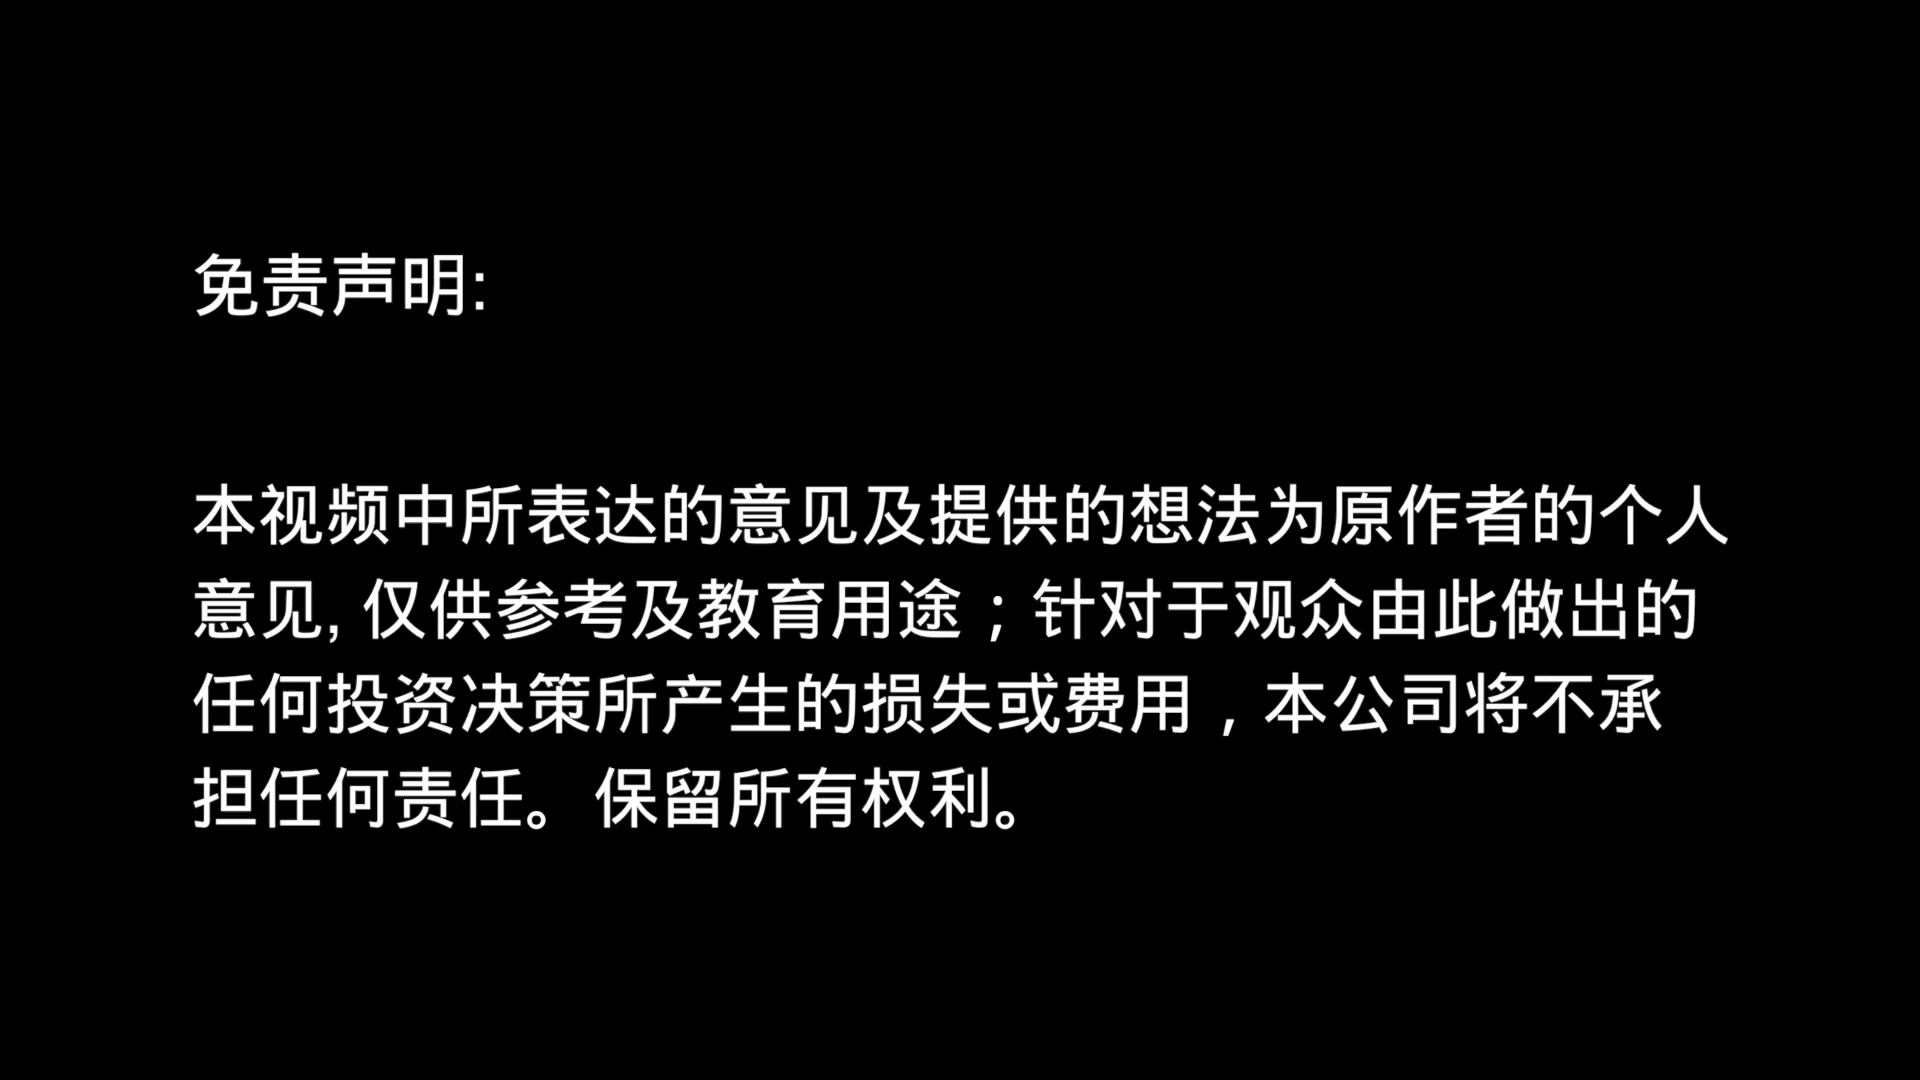 免责声明:
本视频中所表达的意见及提供的想法为原作者的个人
意见, 仅供参考及教育用途；针对于观众由此做出的
任何投资决策所产生的损失或费用，本公司将不承
担任何责任。保留所有权利。